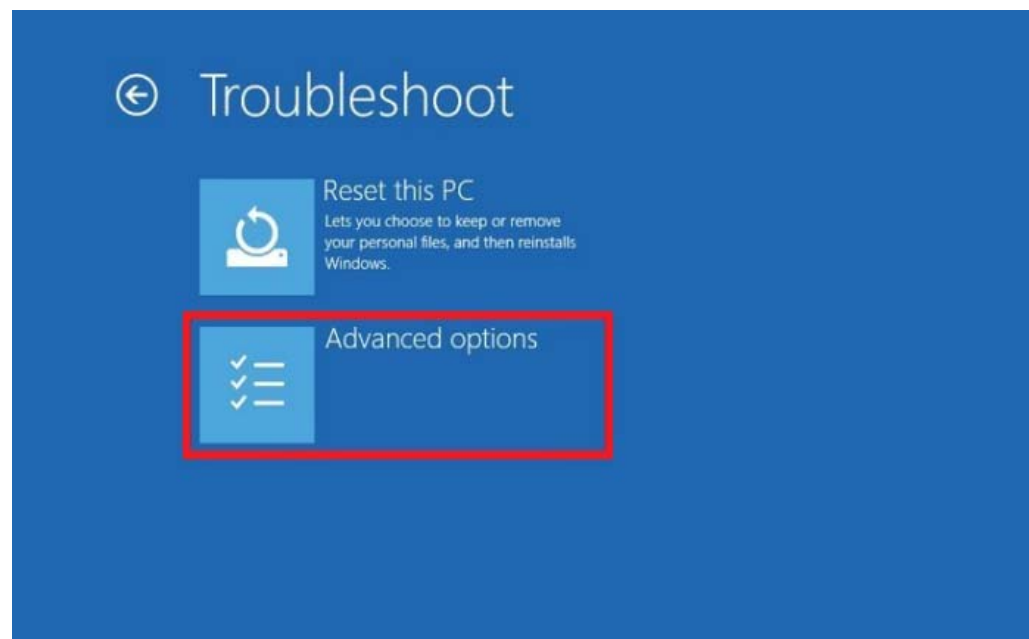 Troubleshoot
Reset this PC
Lets you choose to keep or remove
your personal files, and then reinstalls
Windows.
Advanced options